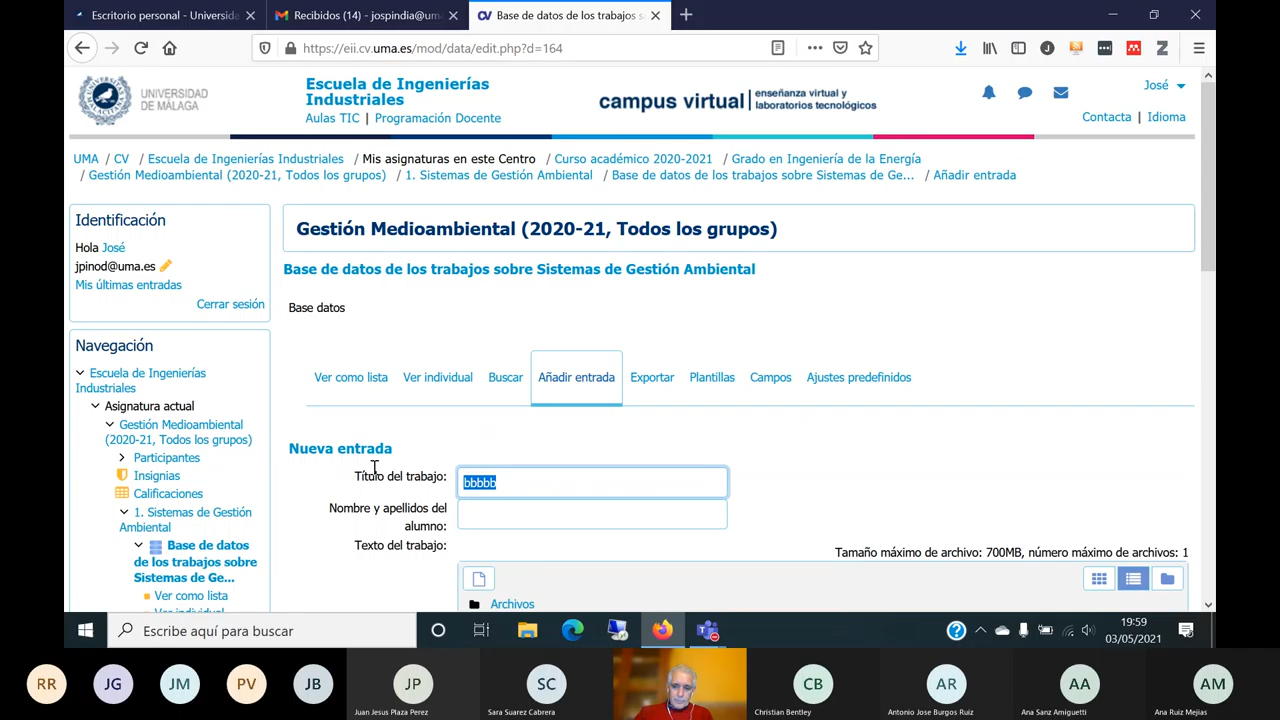 Escritorio personal - Universida
Recibidos (14) - jospindia@um
Base de datos de los trabajos s
https://eii.cv.uma.es/mod/data/edit.php?d=164
UNIVERSIDAD
DE MÁLAGA
Escuela de Ingenierías
Industriales
Aulas TIC | Programación Docente
campus virtual
enseñanza virtual y
laboratorios tecnológicos
José
Contacta | Idioma
UMA / CV / Escuela de Ingenierías Industriales / Mis asignaturas en este Centro / Curso académico 2020-2021 / Grado en Ingeniería de la Energía
/ Gestión Medioambiental (2020-21, Todos los grupos) / 1. Sistemas de Gestión Ambiental / Base de datos de los trabajos sobre Sistemas de Ge... / Añadir entrada
Identificación
Hola José
jpinod@uma.es
Mis últimas entradas
Cerrar sesión
Navegación
Escuela de Ingenierías
Industriales
Asignatura actual
Gestión Medioambiental
(2020-21, Todos los grupos)
Participantes
Insignias
Calificaciones
1. Sistemas de Gestión
Ambiental
Base de datos
de los trabajos sobre
Sistemas de Ge...
Ver como lista
Ver individual
Gestión Medioambiental (2020-21, Todos los grupos)
Base de datos de los trabajos sobre Sistemas de Gestión Ambiental
Base datos
Ver como lista
Ver individual
Buscar
Añadir entrada
Exportar
Plantillas
Campos
Ajustes predefinidos
Nueva entrada
Título del trabajo:
bbbbb
Nombre y apellidos del
alumno:
Texto del trabajo:
Tamaño máximo de archivo: 700MB, número máximo de archivos: 1
Archivos
Escribe aquí para buscar
19:59
03/05/2021
RR
JG
JM
PV
JB
JP
Juan Jesus Plaza Perez
SC
Sara Suarez Cabrera
CB
Christian Bentley
AR
Antonio Jose Burgos Ruiz
AA
Ana Sanz Amiguetti
AM
Ana Ruiz Mejias